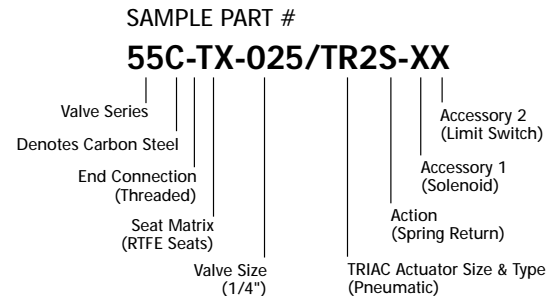 SAMPLE PART #
55C-TX-025/TR2S-XX
Valve Series
Denotes Carbon Steel
End Connection
(Threaded)
Seat Matrix
(RTFE Seats)
Valve Size
(1/4")
TRIAC Actuator Size & Type
(Pneumatic)
Action
(Spring Return)
Accessory 1
(Solenoid)
Accessory 2
(Limit Switch)